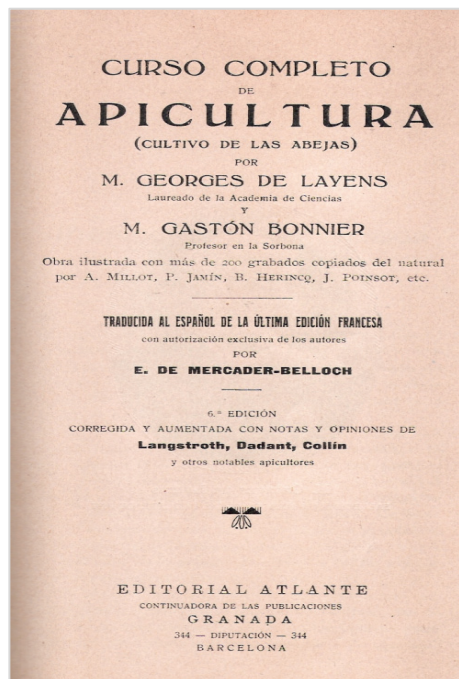 CURSO COMPLETO
DE
APICULTURA
(CULTIVO DE LAS ABEJAS)
POR
M. GEORGES DE LAYENS
Laureado de la Academia de Ciencias
Y
M. GASTÓN BONNIER
Profesor en la Sorbona
Obra ilustrada con más de 200 grabados copiados del natural
por A. MILLOT, P. JAMÍN, B. HERINCQ, J. POINSOT, etc.
TRADUCIDA AL ESPAÑOL DE LA ÚLTIMA EDICIÓN FRANCESA
con autorización exclusiva de los autores
POR
E. DE MERCADER-BELLOCH
6.ª EDICIÓN
CORREGIDA Y AUMENTADA CON NOTAS Y OPINIONES DE
Langstroth, Dadant, Collín
y otros notables apicultores
EDITORIAL ATLANTE
CONTINUADORA DE LAS PUBLICACIONES
GRANADA
344 — DIPUTACIÓN — 344
BARCELONA